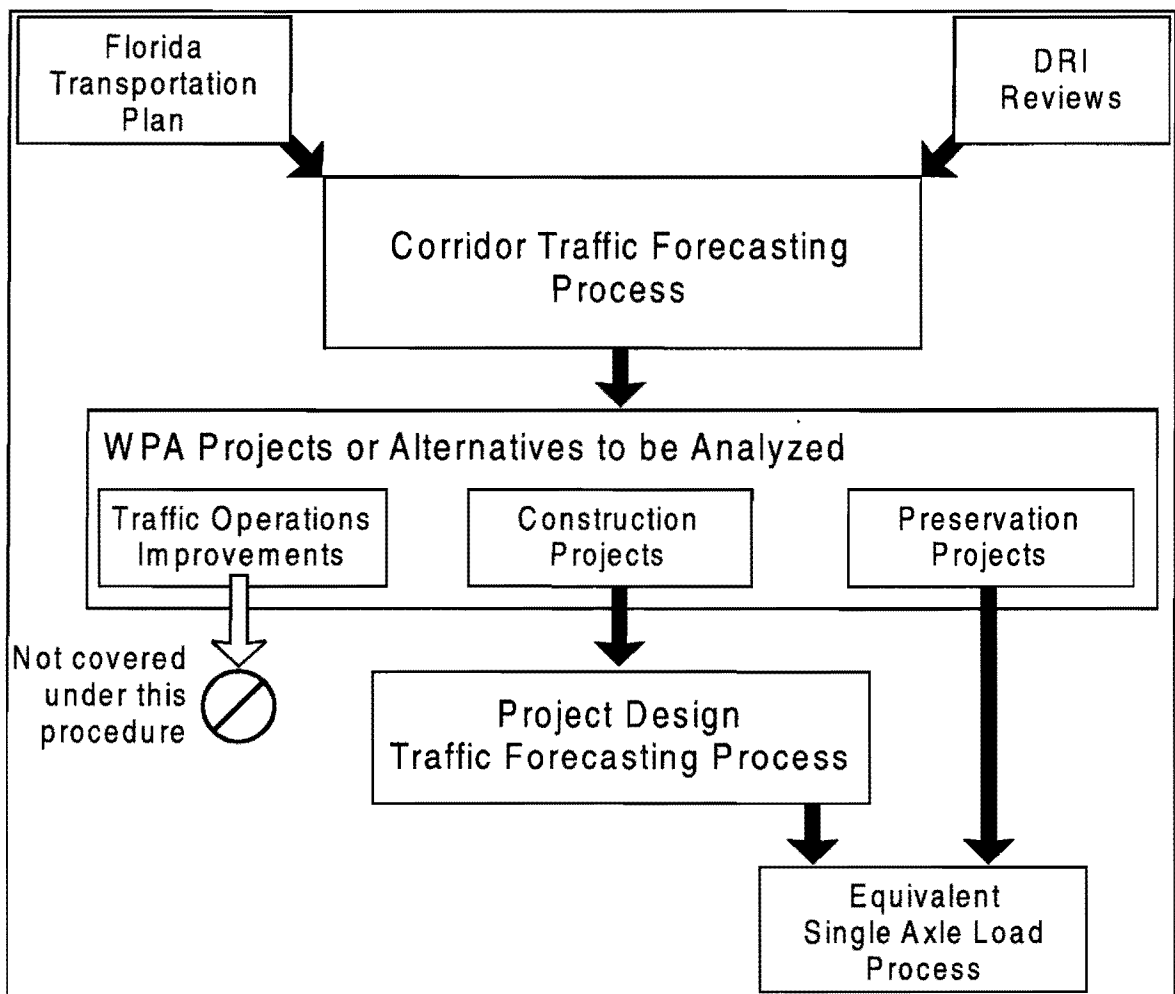 Florida
Transportation
Plan
DRI
Reviews
Corridor Traffic Forecasting
Process
WPA Projects or Alternatives to be Analyzed
Traffic Operations
Improvements
Construction
Projects
Preservation
Projects
Not covered
under this
procedure
Project Design
Traffic Forecasting Process
Equivalent
Single Axle Load
Process